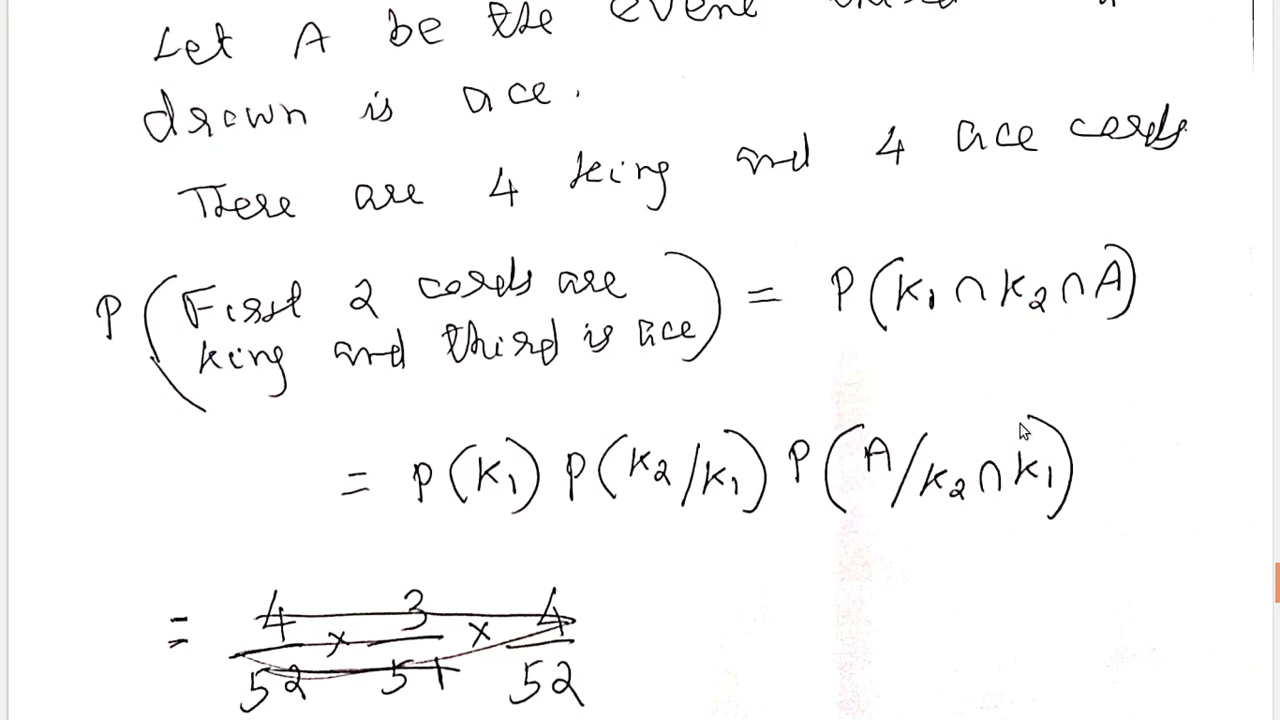 Let A be the event third
drawn is ace.
There are 4 king and 4 ace cards
P(First 2 cards are king and third is ace) = P(K₁∩K₂∩A)
= P(K₁) P(K₂/K₁) P(A/K₂∩K₁)
= 4/52 × 3/51 × 4/52